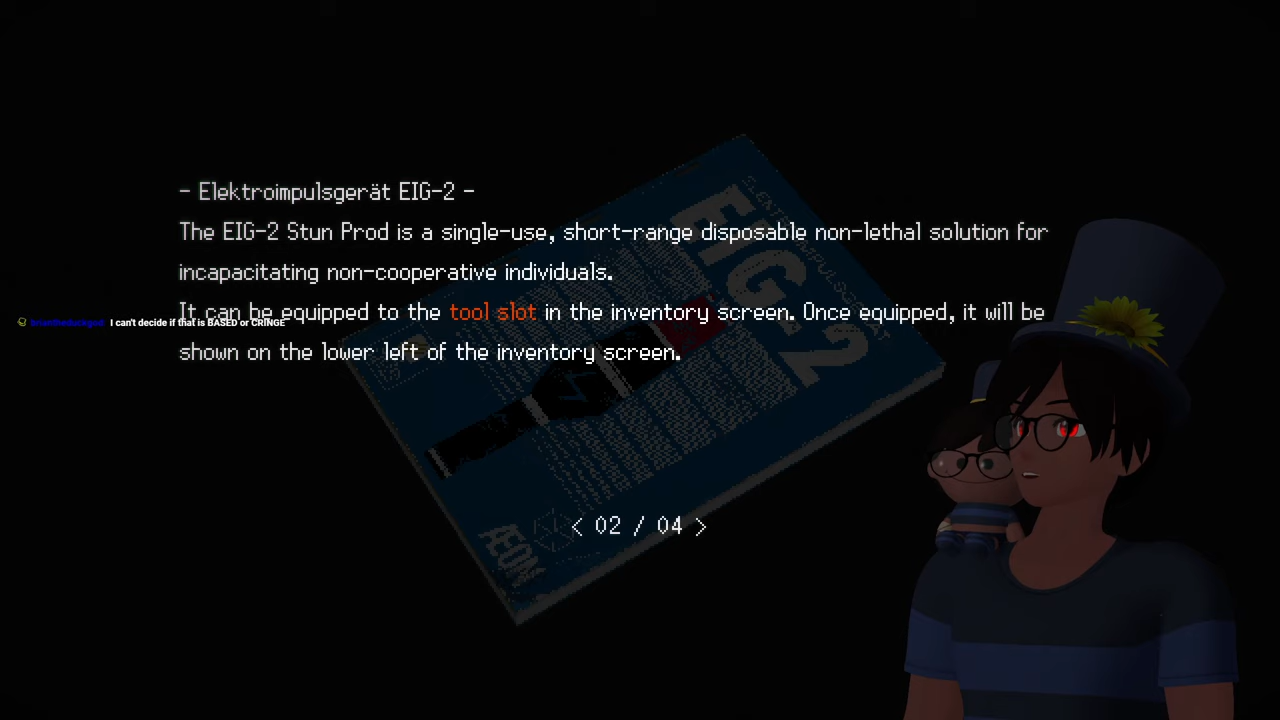 - Elektroimpulsgerät EIG-2 -
The EIG-2 Stun Prod is a single-use, short-range disposable non-lethal solution for
incapacitating non-cooperative individuals.
It can be equipped to the tool slot in the inventory screen. Once equipped, it will be
I can't decide if that is BASED or CRINGE
shown on the lower left of the inventory screen.
< 02 / 04 >
EIG-2
ÆON